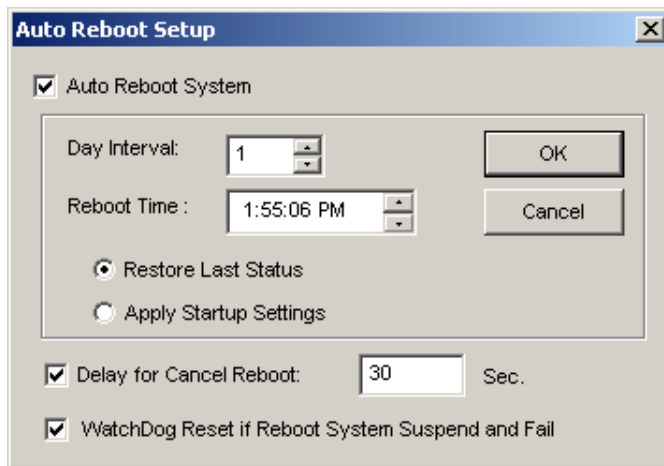 Auto Reboot Setup
Auto Reboot System
Day Interval: 1 OK
Reboot Time : 1:55:06 PM Cancel
Restore Last Status
Apply Startup Settings
Delay for Cancel Reboot: 30 Sec.
WatchDog Reset if Reboot System Suspend and Fail